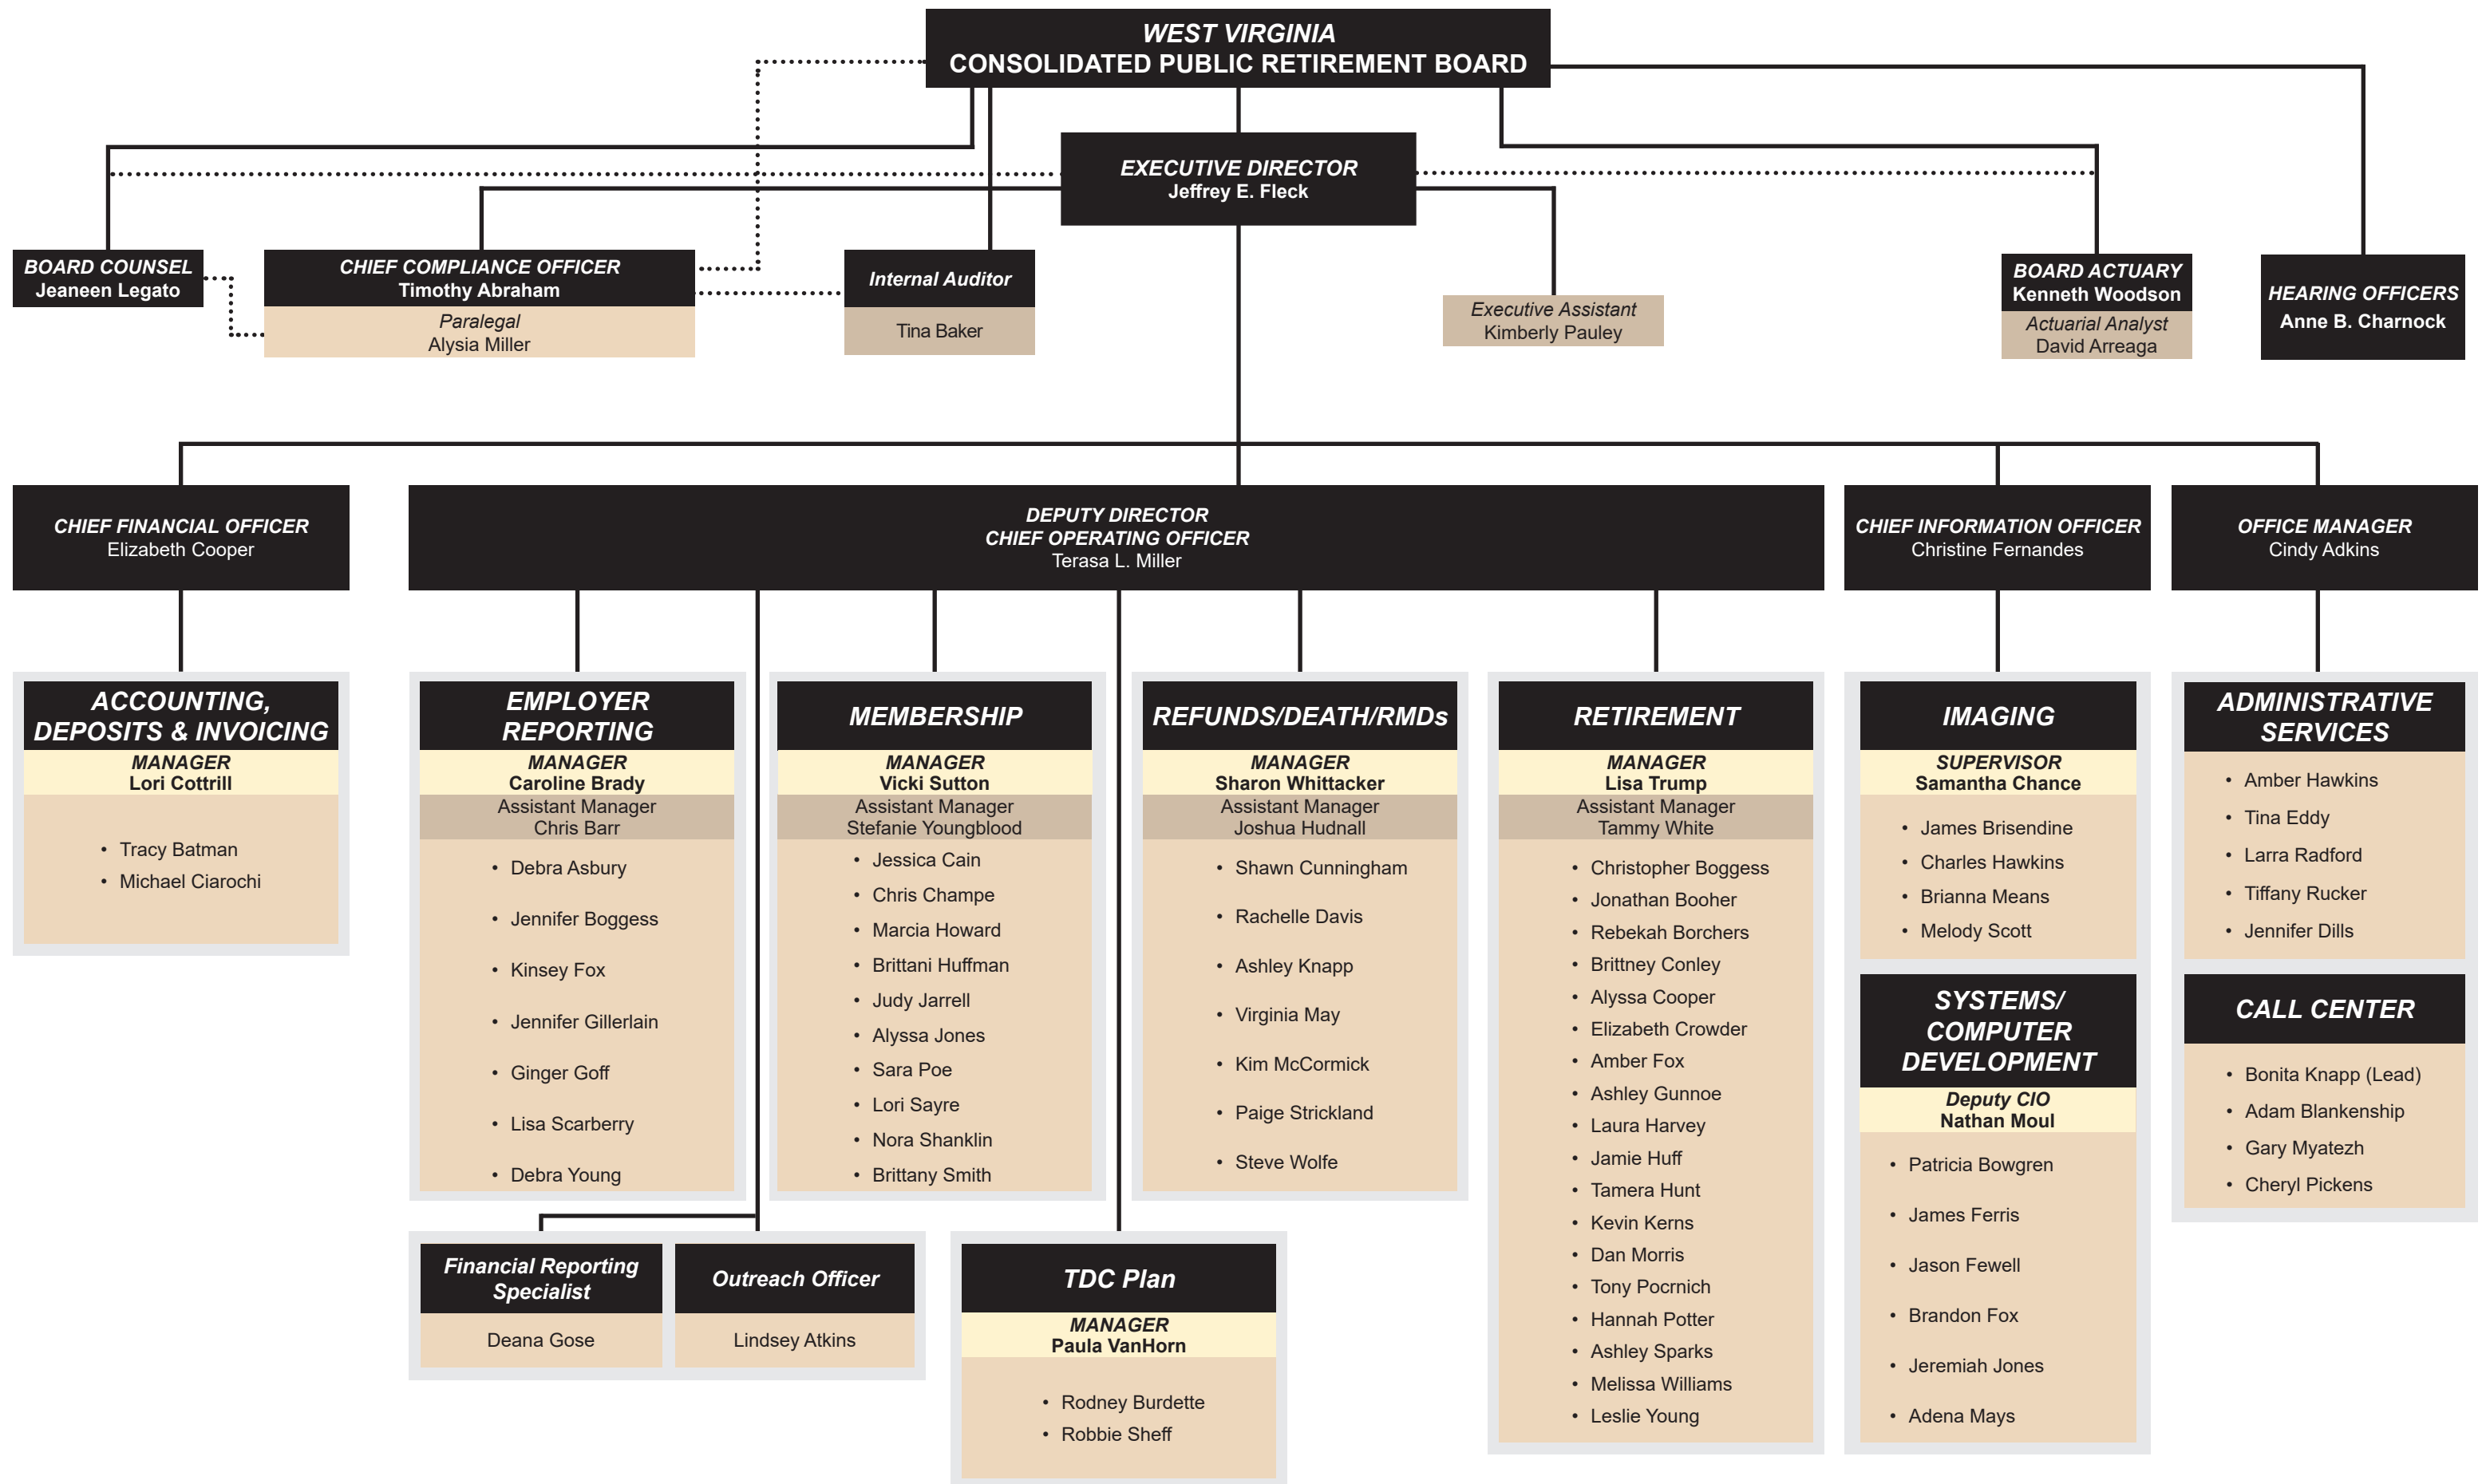 WEST VIRGINIA
CONSOLIDATED PUBLIC RETIREMENT BOARD
EXECUTIVE DIRECTOR
Jeffrey E. Fleck
BOARD COUNSEL
Jeaneen Legato
CHIEF COMPLIANCE OFFICER
Timothy Abraham
Paralegal
Alysia Miller
Internal Auditor
Tina Baker
Executive Assistant
Kimberly Pauley
BOARD ACTUARY
Kenneth Woodson
Actuarial Analyst
David Arreaga
HEARING OFFICERS
Anne B. Charnock
CHIEF FINANCIAL OFFICER
Elizabeth Cooper
DEPUTY DIRECTOR
CHIEF OPERATING OFFICER
Terasa L. Miller
CHIEF INFORMATION OFFICER
Christine Fernandes
OFFICE MANAGER
Cindy Adkins
ACCOUNTING,
DEPOSITS & INVOICING
MANAGER
Lori Cottrill
• Tracy Batman
• Michael Ciarochi
EMPLOYER
REPORTING
MANAGER
Caroline Brady
Assistant Manager
Chris Barr
• Debra Asbury
• Jennifer Boggess
• Kinsey Fox
• Jennifer Gillerlain
• Ginger Goff
• Lisa Scarberry
• Debra Young
MEMBERSHIP
MANAGER
Vicki Sutton
Assistant Manager
Stefanie Youngblood
• Jessica Cain
• Chris Champe
• Marcia Howard
• Brittani Huffman
• Judy Jarrell
• Alyssa Jones
• Sara Poe
• Lori Sayre
• Nora Shanklin
• Brittany Smith
REFUNDS/DEATH/RMDs
MANAGER
Sharon Whittacker
Assistant Manager
Joshua Hudnall
• Shawn Cunningham
• Rachelle Davis
• Ashley Knapp
• Virginia May
• Kim McCormick
• Paige Strickland
• Steve Wolfe
RETIREMENT
MANAGER
Lisa Trump
Assistant Manager
Tammy White
• Christopher Boggess
• Jonathan Booher
• Rebekah Borchers
• Brittney Conley
• Alyssa Cooper
• Elizabeth Crowder
• Amber Fox
• Ashley Gunnoe
• Laura Harvey
• Jamie Huff
• Tamera Hunt
• Kevin Kerns
• Dan Morris
• Tony Pocrnich
• Hannah Potter
• Ashley Sparks
• Melissa Williams
• Leslie Young
IMAGING
SUPERVISOR
Samantha Chance
• James Brisendine
• Charles Hawkins
• Brianna Means
• Melody Scott
SYSTEMS/
COMPUTER
DEVELOPMENT
Deputy CIO
Nathan Moul
• Patricia Bowgren
• James Ferris
• Jason Fewell
• Brandon Fox
• Jeremiah Jones
• Adena Mays
ADMINISTRATIVE
SERVICES
• Amber Hawkins
• Tina Eddy
• Larra Radford
• Tiffany Rucker
• Jennifer Dills
CALL CENTER
• Bonita Knapp (Lead)
• Adam Blankenship
• Gary Myatezh
• Cheryl Pickens
Financial Reporting
Specialist
Deana Gose
Outreach Officer
Lindsey Atkins
TDC Plan
MANAGER
Paula VanHorn
• Rodney Burdette
• Robbie Sheff